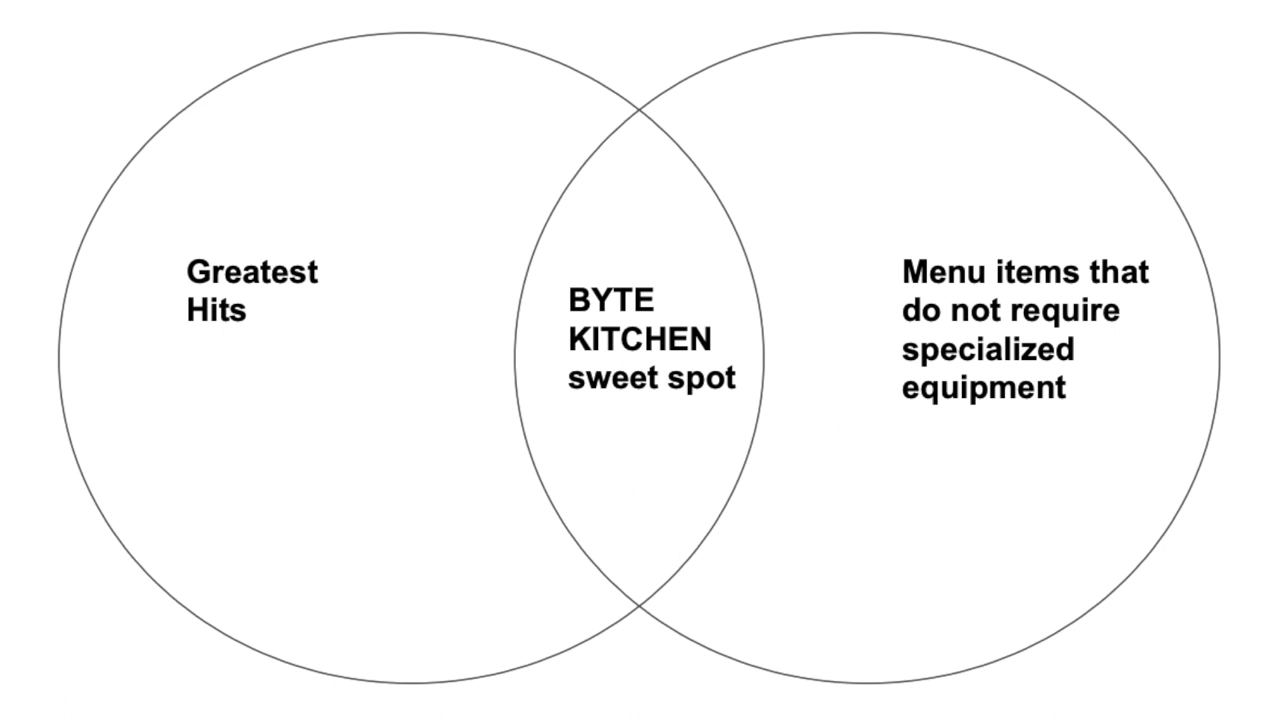 Greatest
Hits
BYTE
KITCHEN
sweet spot
Menu items that
do not require
specialized
equipment